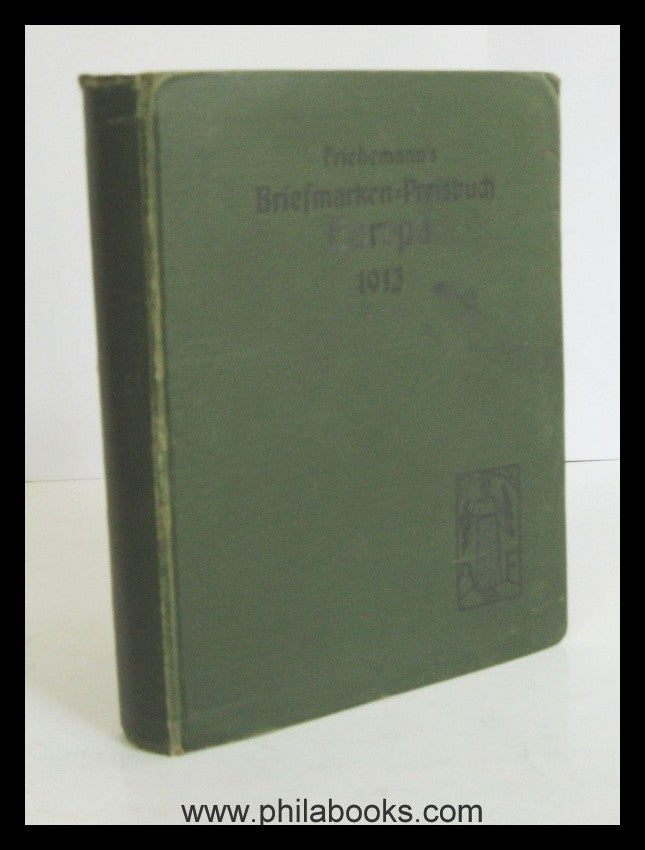 Friedemann's
Briefmarken-Preisbuch
Europa
1913
www.philabooks.com